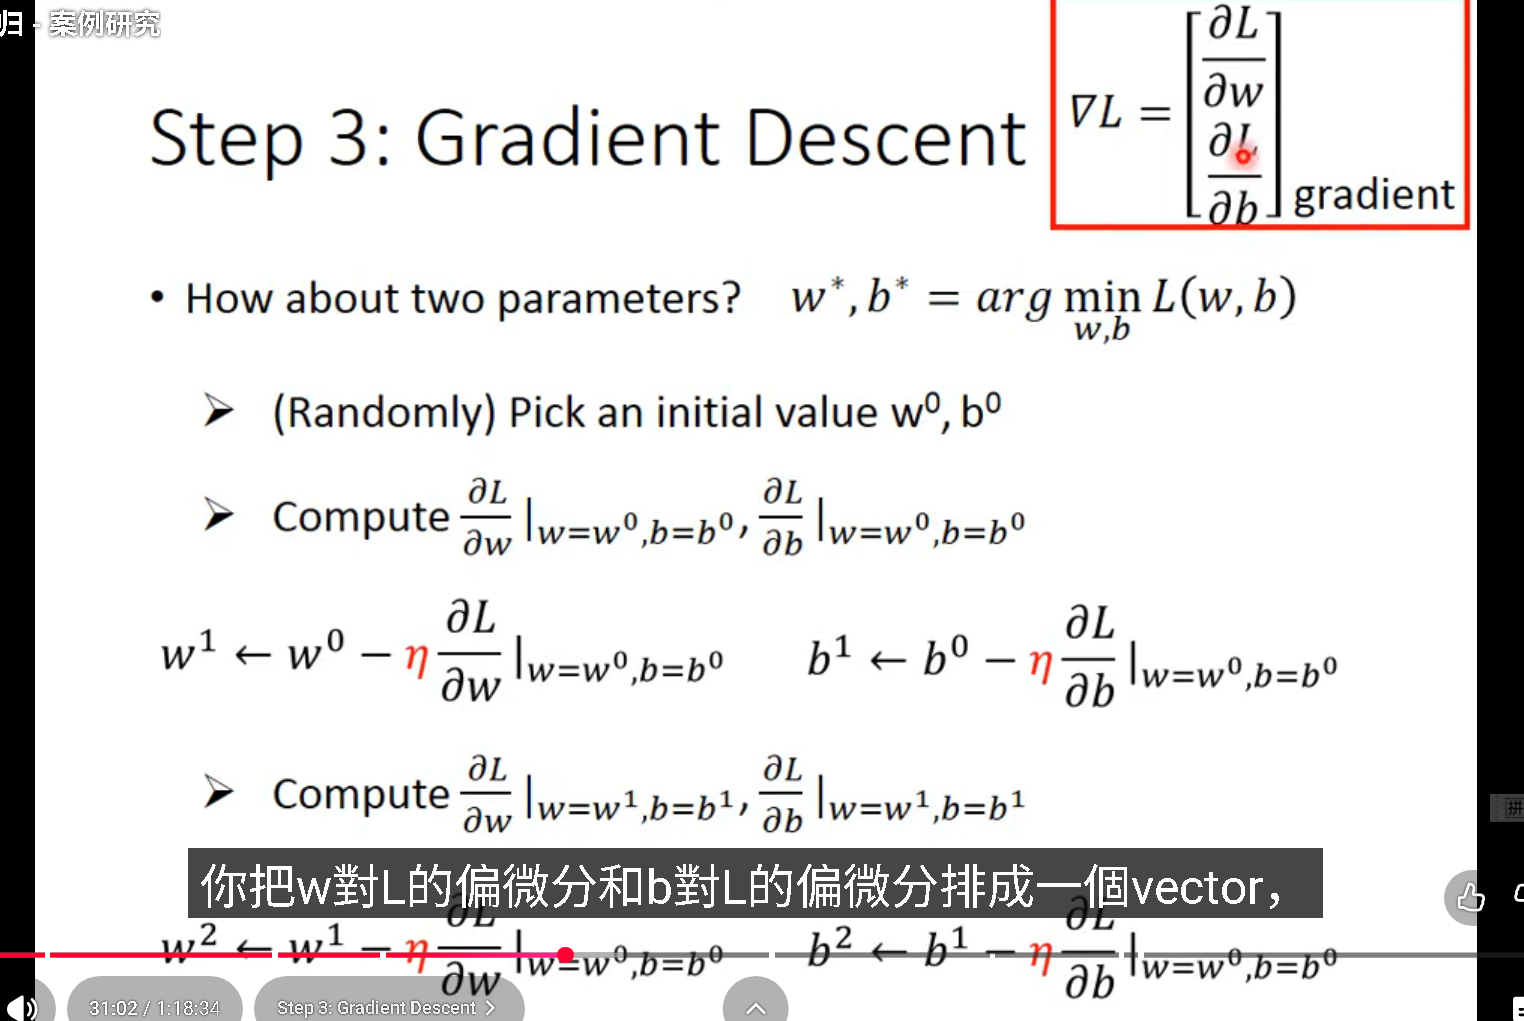 归 - 案例研究
∇L = [∂L/∂w ∂L/∂b] gradient
Step 3: Gradient Descent
• How about two parameters? w*, b* = arg min_{w,b} L(w, b)
➢ (Randomly) Pick an initial value w⁰, b⁰
➢ Compute ∂L/∂w |_{w=w⁰,b=b⁰}, ∂L/∂b |_{w=w⁰,b=b⁰}
w¹ ← w⁰ − η ∂L/∂w |_{w=w⁰,b=b⁰} b¹ ← b⁰ − η ∂L/∂b |_{w=w⁰,b=b⁰}
➢ Compute ∂L/∂w |_{w=w¹,b=b¹}, ∂L/∂b |_{w=w¹,b=b¹}
你把w對L的偏微分和b對L的偏微分排成一個vector，
w² ← w¹ − η ∂L/∂w |_{w=w⁰,b=b⁰} b² ← b¹ − η ∂L/∂b |_{w=w⁰,b=b⁰}
拼
31:02 / 1:18:34 Step 3: Gradient Descent